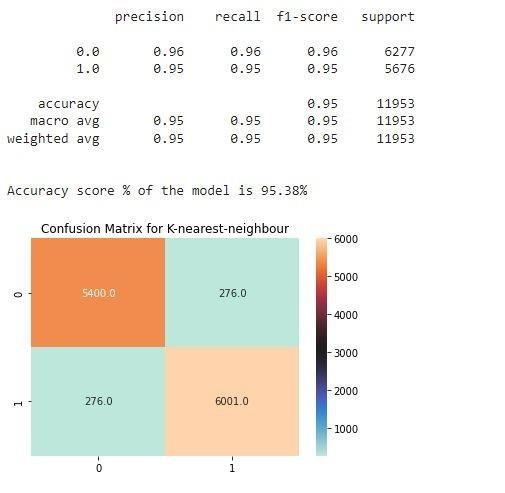 precision recall f1-score support
0.0 0.96 0.96 0.96 6277
1.0 0.95 0.95 0.95 5676
accuracy 0.95 11953
macro avg 0.95 0.95 0.95 11953
weighted avg 0.95 0.95 0.95 11953
Accuracy score % of the model is 95.38%
Confusion Matrix for K-nearest-neighbour
0 5400.0 276.0
1 276.0 6001.0
0 1
6000
5000
4000
3000
2000
1000